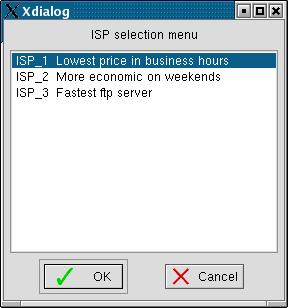 Xdialog
ISP selection menu
ISP_1 Lowest price in business hours
ISP_2 More economic on weekends
ISP_3 Fastest ftp server
OK Cancel